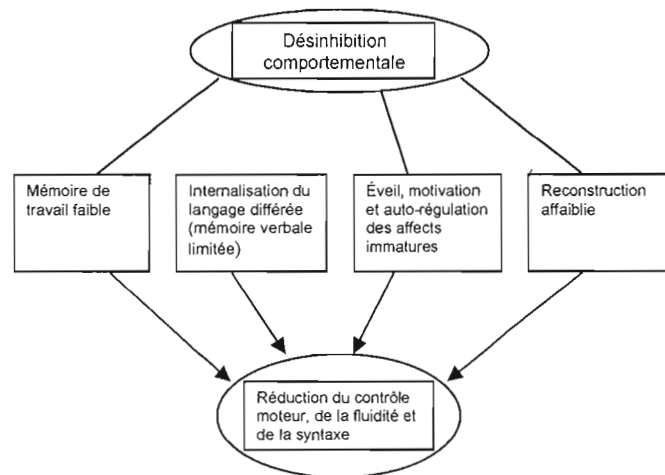 Désinhibition
comportementale
Mémoire de
travail faible
Internalisation du
langage différée
(mémoire verbale
limitée)
Éveil, motivation
et auto-régulation
des affects
immatures
Reconstruction
affaiblie
Réduction du contrôle
moteur, de la fluidité et
de la syntaxe